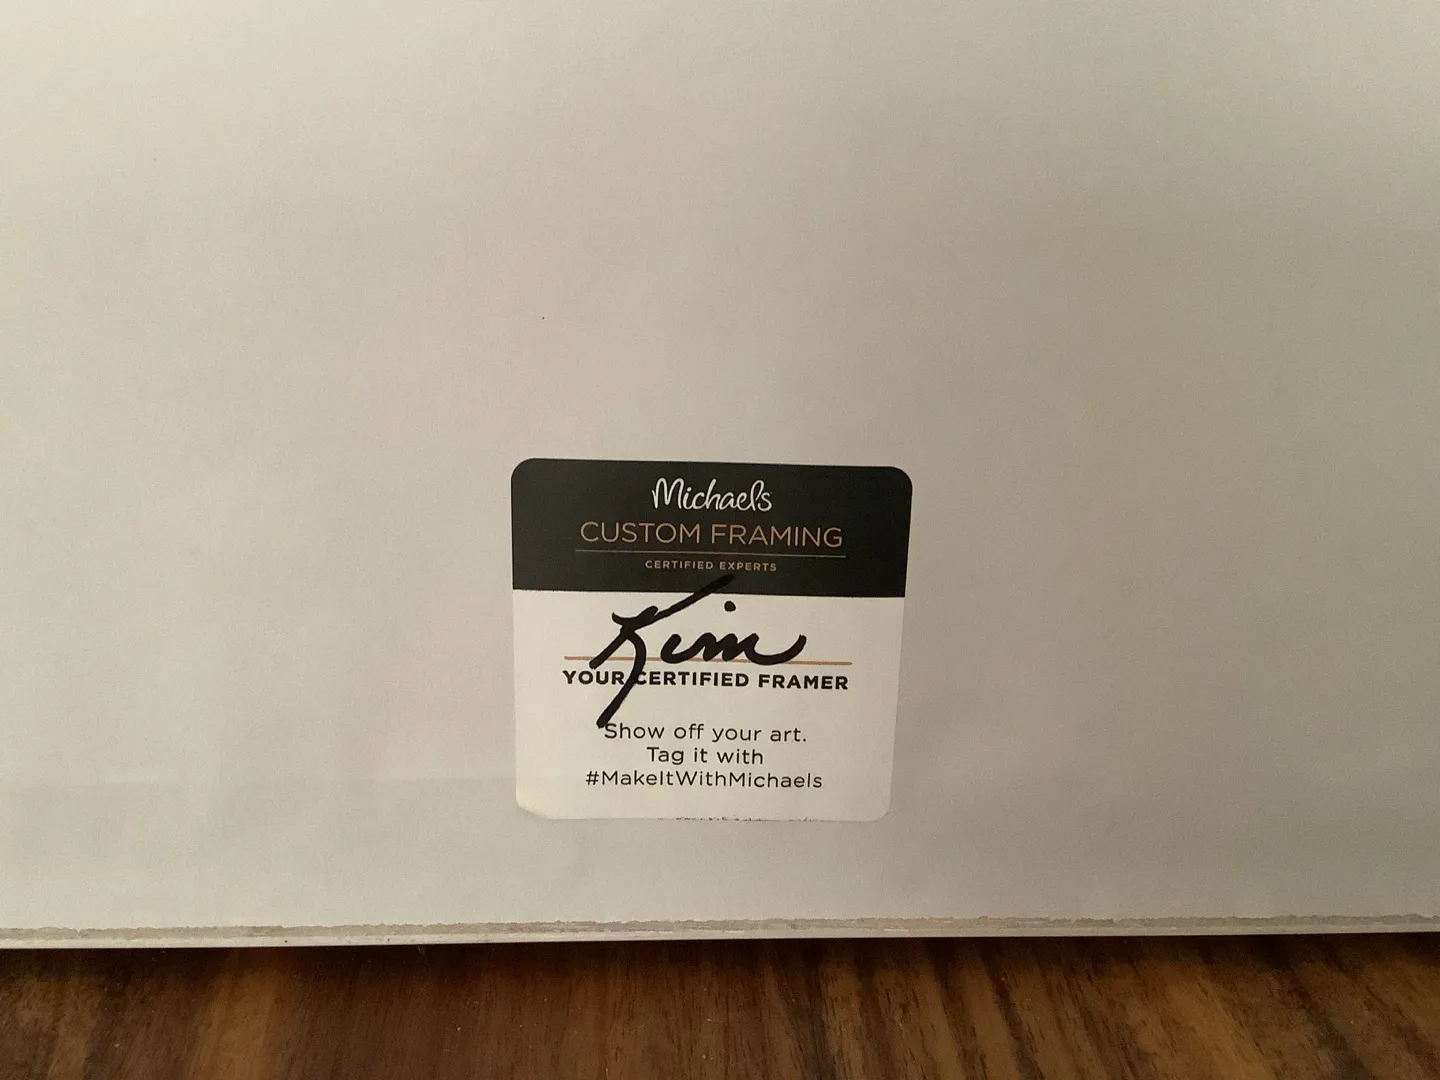 Michaels
CUSTOM FRAMING
CERTIFIED EXPERTS
Kim
YOUR CERTIFIED FRAMER
Show off your art.
Tag it with
#MakeItWithMichaels